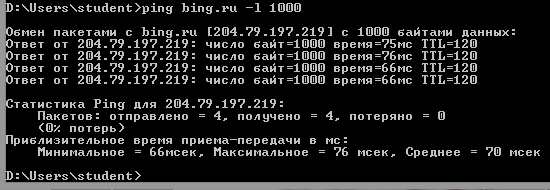 D:\Users\student>ping bing.ru -l 1000
Обмен пакетами с bing.ru [204.79.197.219] с 1000 байтами данных:
Ответ от 204.79.197.219: число байт=1000 время=75мс TTL=120
Ответ от 204.79.197.219: число байт=1000 время=76мс TTL=120
Ответ от 204.79.197.219: число байт=1000 время=66мс TTL=120
Ответ от 204.79.197.219: число байт=1000 время=66мс TTL=120
Статистика Ping для 204.79.197.219:
Пакетов: отправлено = 4, получено = 4, потеряно = 0
(0% потерь)
Приблизительное время приема-передачи в мс:
Минимальное = 66мсек, Максимальное = 76 мсек, Среднее = 70 мсек
D:\Users\student>